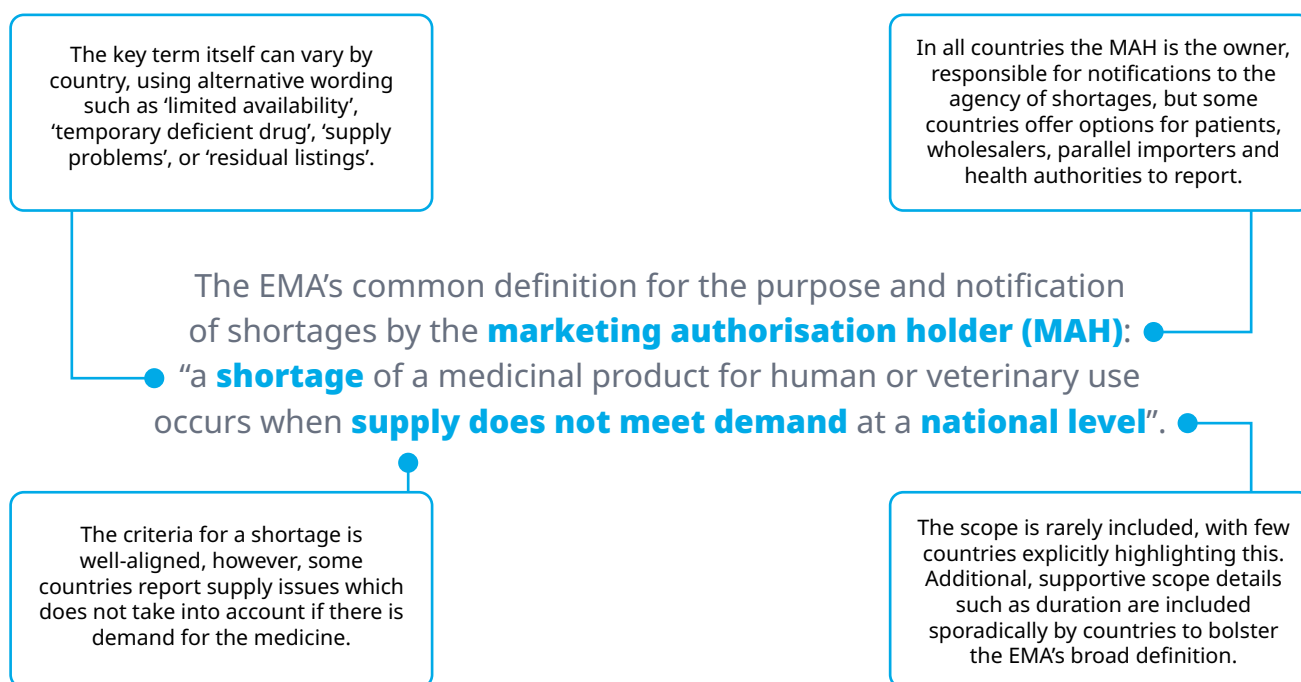 The key term itself can vary by
country, using alternative wording
such as ‘limited availability’,
‘temporary deficient drug’, ‘supply
problems’, or ‘residual listings’.
In all countries the MAH is the owner,
responsible for notifications to the
agency of shortages, but some
countries offer options for patients,
wholesalers, parallel importers and
health authorities to report.
The EMA’s common definition for the purpose and notification
of shortages by the marketing authorisation holder (MAH):
“a shortage of a medicinal product for human or veterinary use
occurs when supply does not meet demand at a national level”.
The criteria for a shortage is
well-aligned, however, some
countries report supply issues which
does not take into account if there is
demand for the medicine.
The scope is rarely included, with few
countries explicitly highlighting this.
Additional, supportive scope details
such as duration are included
sporadically by countries to bolster
the EMA’s broad definition.